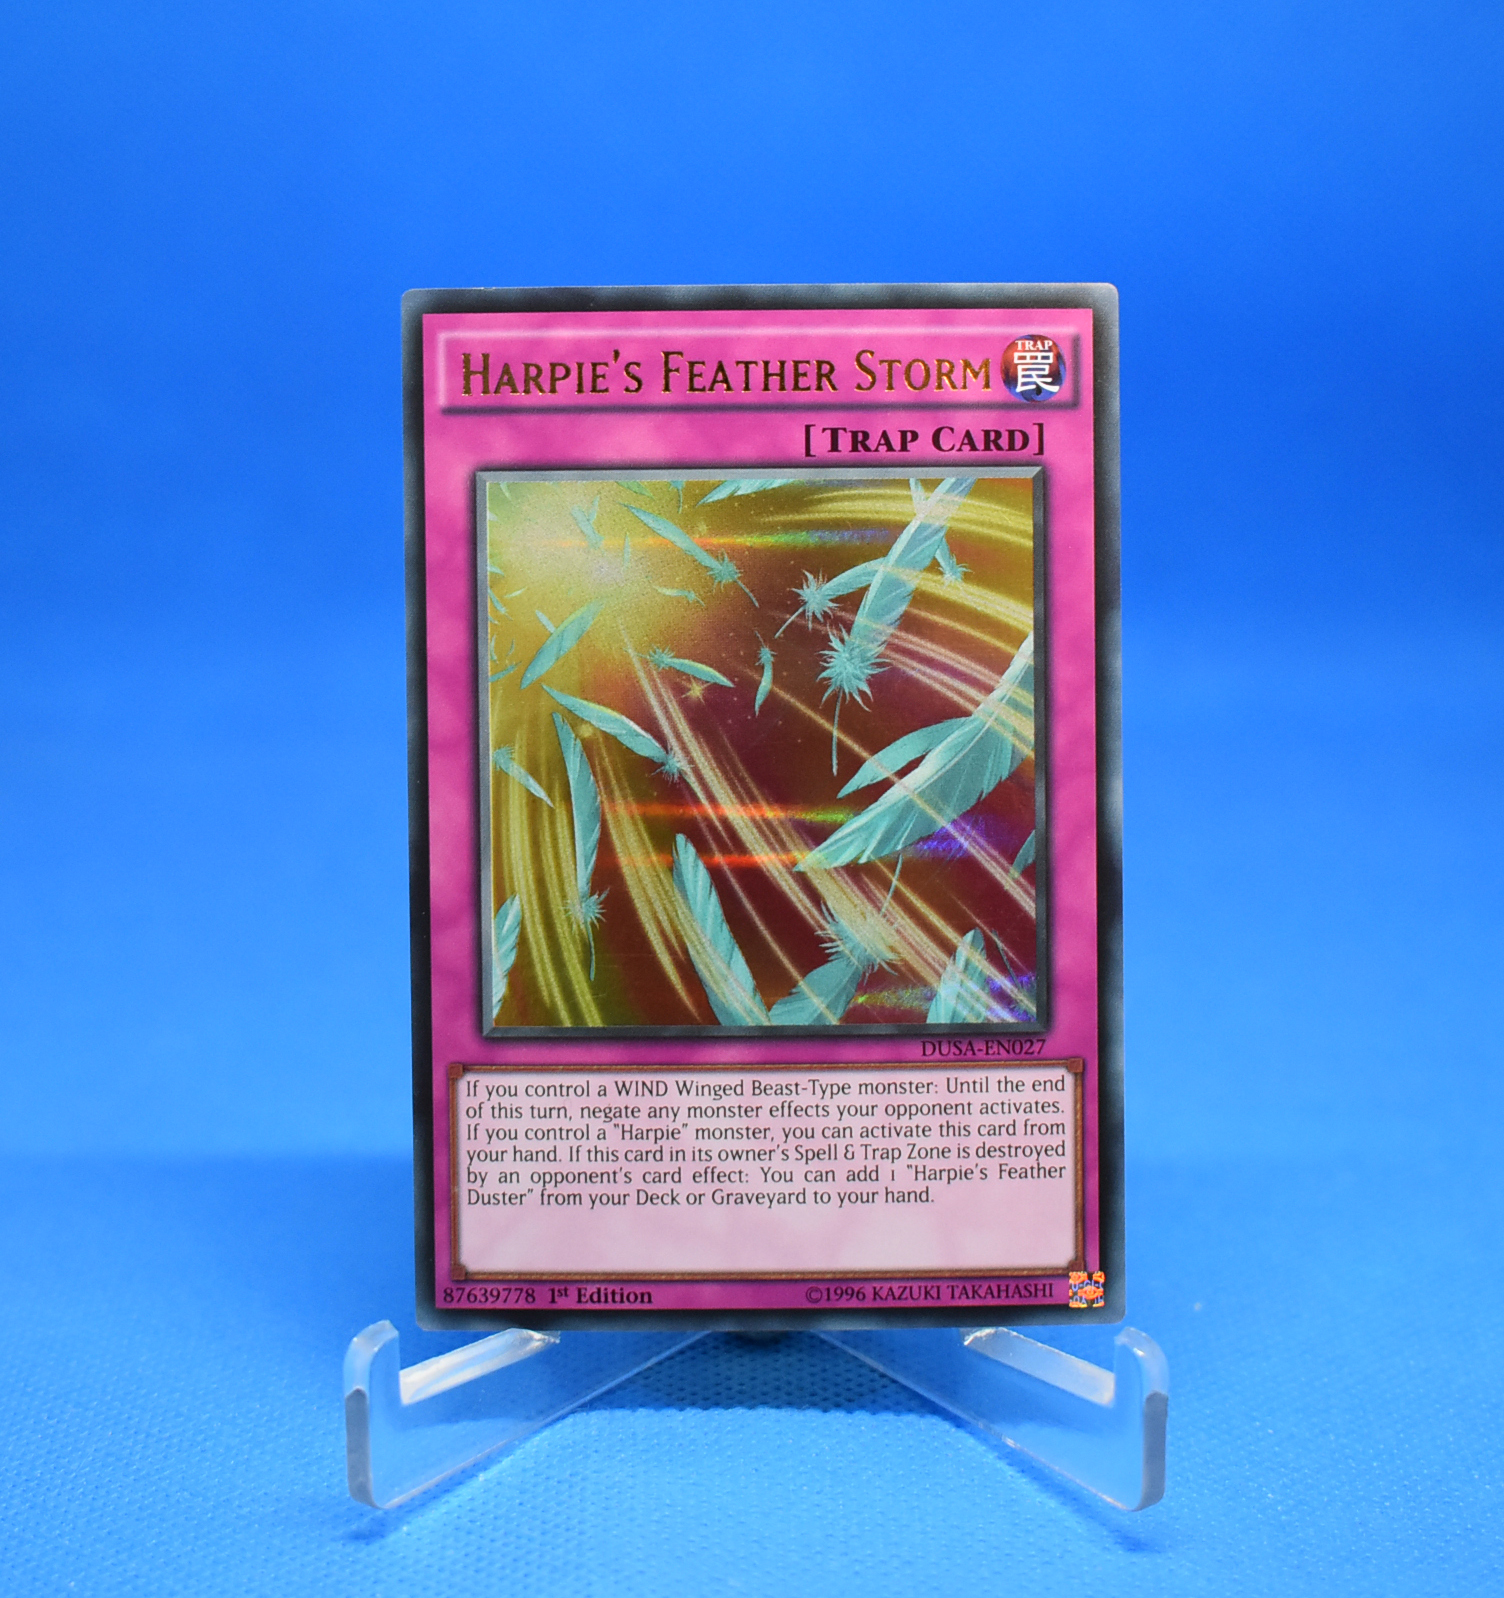 HARPIE'S FEATHER STORM
TRAP
罠
[TRAP CARD]
DUSA-EN027
If you control a WIND Winged Beast-Type monster: Until the end
of this turn, negate any monster effects your opponent activates.
If you control a "Harpie" monster, you can activate this card from
your hand. If this card in its owner's Spell & Trap Zone is destroyed
by an opponent's card effect: You can add 1 "Harpie's Feather
Duster" from your Deck or Graveyard to your hand.
87639778 1st Edition
©1996 KAZUKI TAKAHASHI